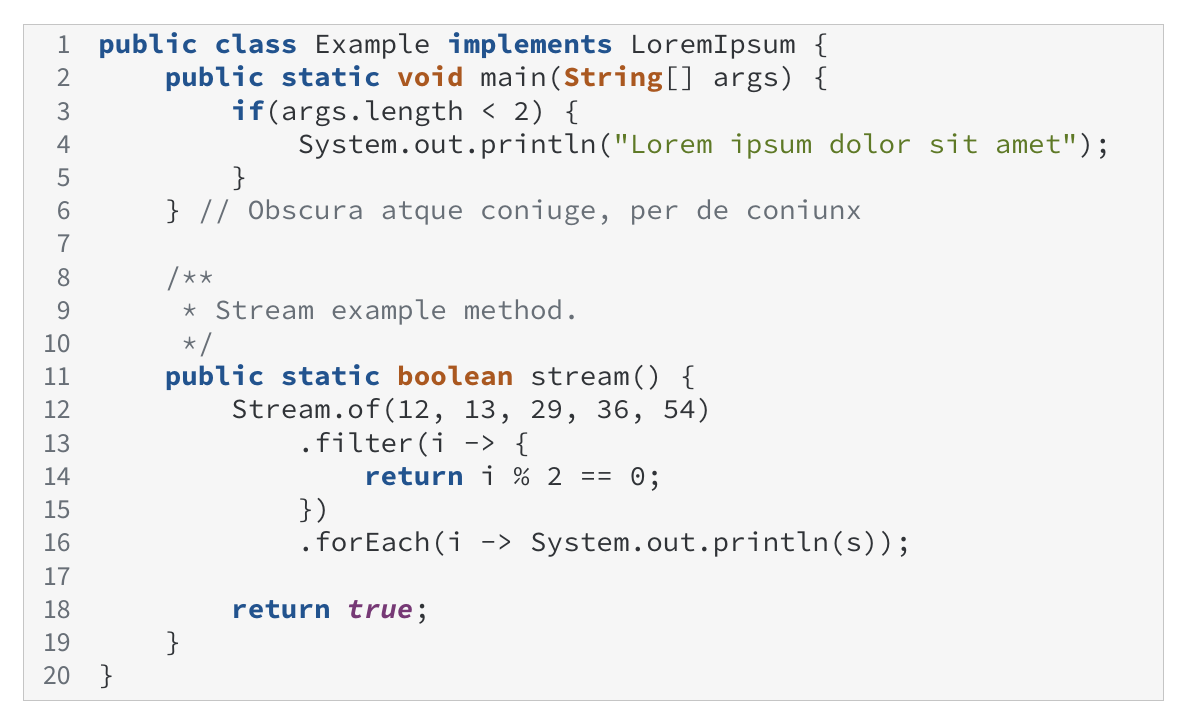 1 public class Example implements LoremIpsum {
2     public static void main(String[] args) {
3         if(args.length < 2) {
4             System.out.println("Lorem ipsum dolor sit amet");
5         }
6     } // Obscura atque coniuge, per de coniunx
7
8     /**
9      * Stream example method.
10      */
11     public static boolean stream() {
12         Stream.of(12, 13, 29, 36, 54)
13             .filter(i -> {
14                 return i % 2 == 0;
15             })
16             .forEach(i -> System.out.println(s));
17
18         return true;
19     }
20 }